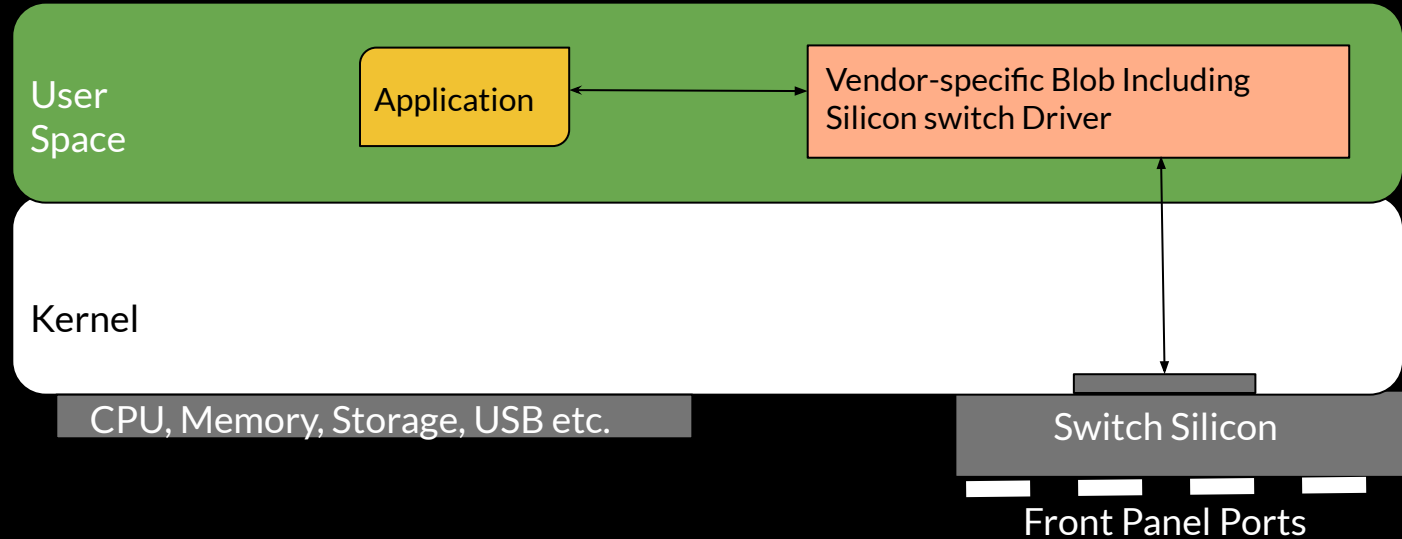 User
Space
Application
Vendor-specific Blob Including
Silicon switch Driver
Kernel
CPU, Memory, Storage, USB etc.
Switch Silicon
Front Panel Ports